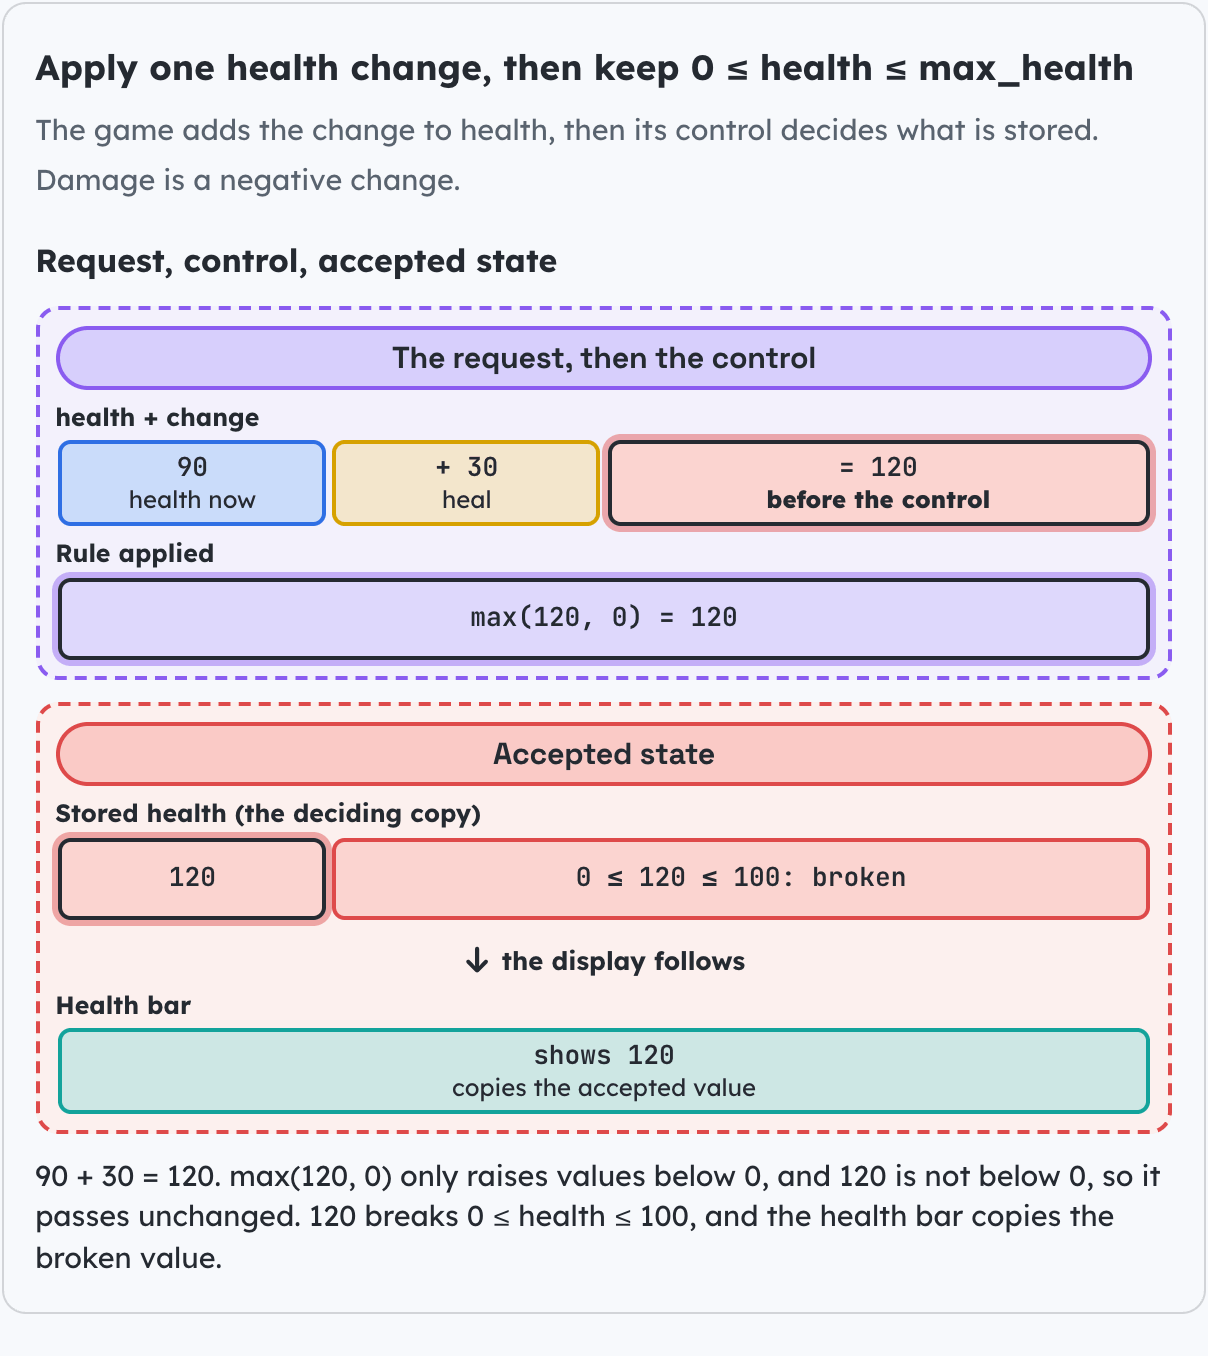 Apply one health change, then keep 0 ≤ health ≤ max_health
The game adds the change to health, then its control decides what is stored.
Damage is a negative change.
Request, control, accepted state
The request, then the control
health + change
90
health now
+ 30
heal
= 120
before the control
Rule applied
max(120, 0) = 120
Accepted state
Stored health (the deciding copy)
120
0 ≤ 120 ≤ 100: broken
↓ the display follows
Health bar
shows 120
copies the accepted value
90 + 30 = 120. max(120, 0) only raises values below 0, and 120 is not below 0, so it
passes unchanged. 120 breaks 0 ≤ health ≤ 100, and the health bar copies the
broken value.